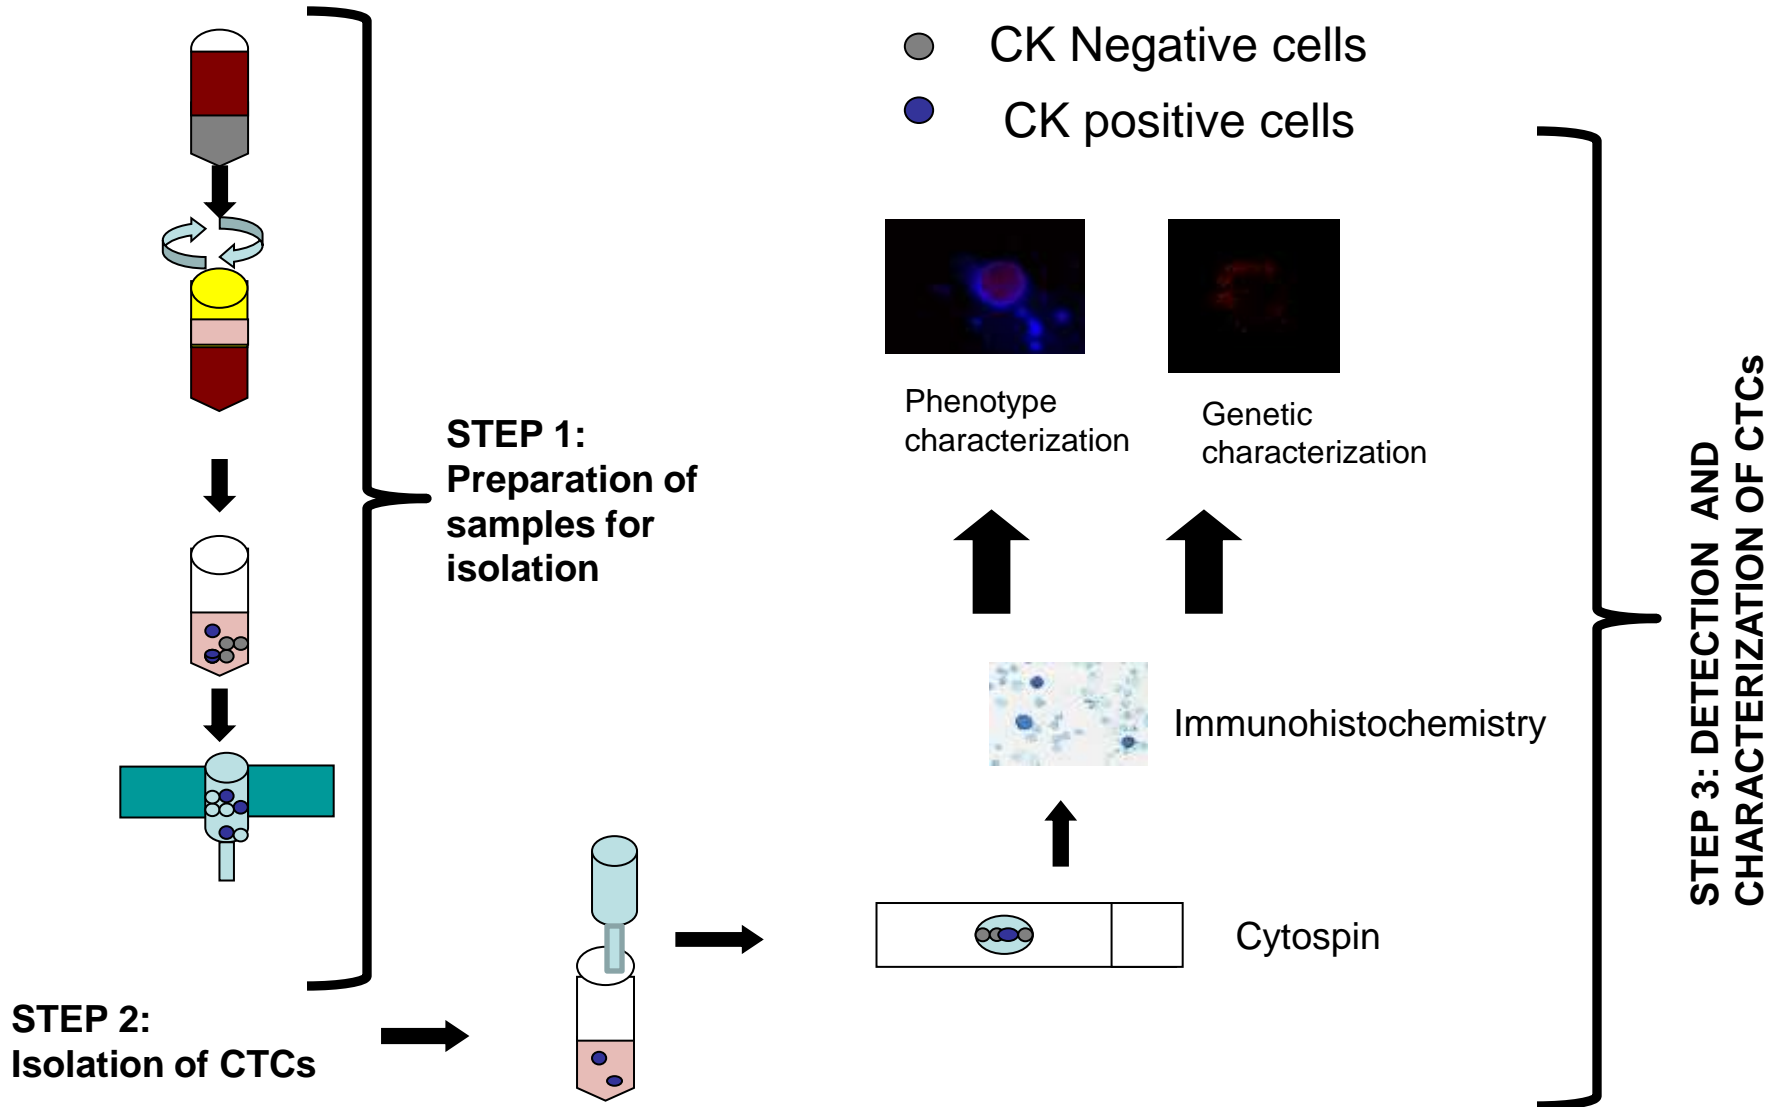 CK Negative cells
CK positive cells
STEP 1:
Preparation of
samples for
isolation
STEP 2:
Isolation of CTCs
Phenotype
characterization
Genetic
characterization
Immunohistochemistry
Cytospin
STEP 3: DETECTION AND
CHARACTERIZATION OF CTCs